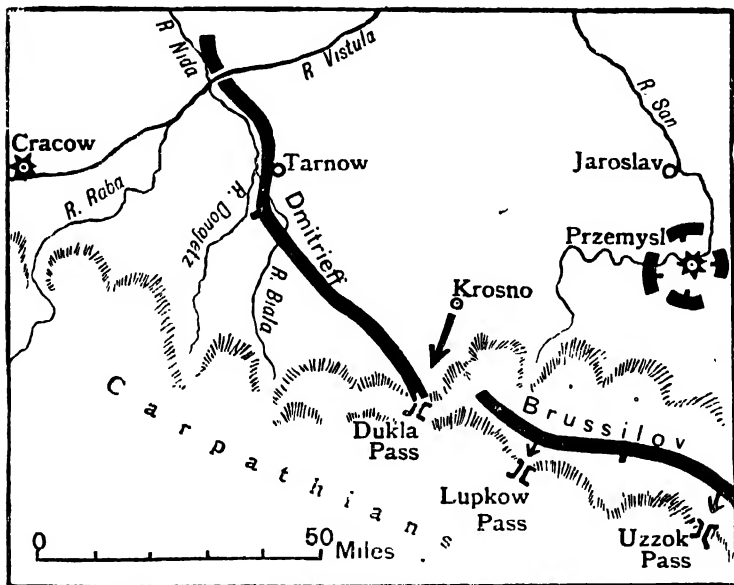 R. Nida
R. Vistula
R. San
Cracow
Tarnow
Jaroslav
R. Raba
R. Donajetz
Dmitrieff
Przemysl
R. Biala
Krosno
Carpathians
Dukla
Pass
Brussilov
Lupkow
Pass
Uzzok
Pass
0
50 Miles